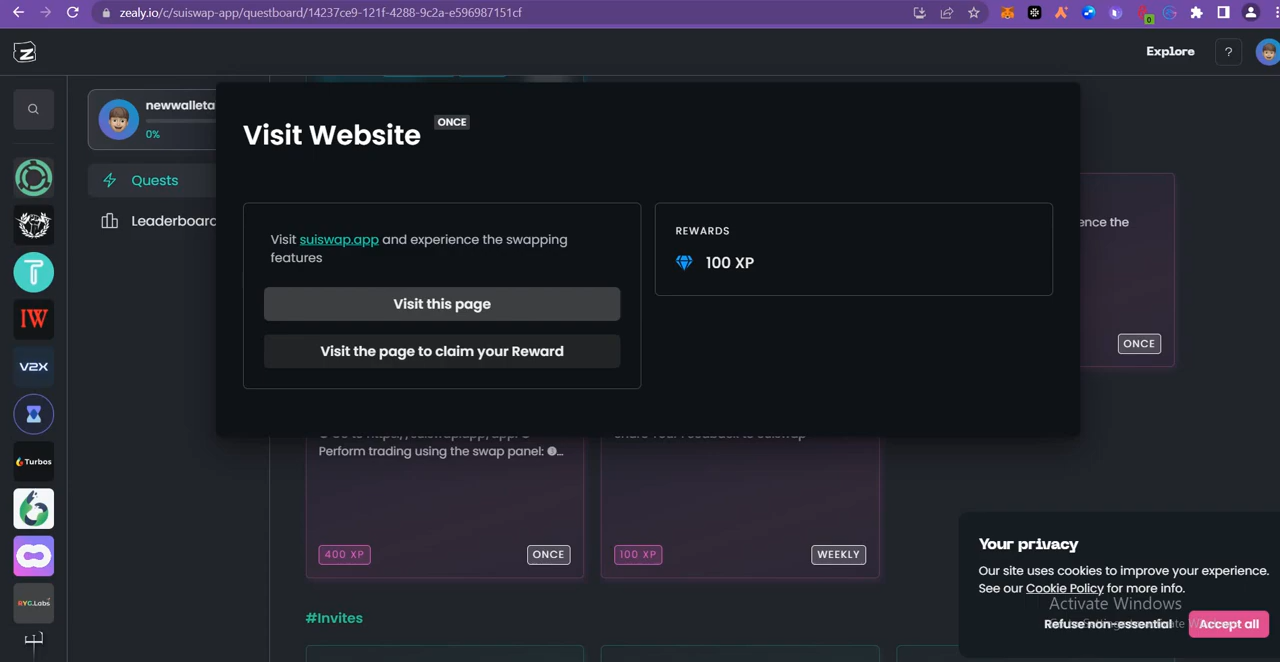 zealy.io/c/suiswap-app/questboard/14237ce9-121f-4288-9c2a-e596987151cf
0
Explore
?
newwalleta
0%
Quests
Leaderboard
Visit Website
ONCE
Visit suiswap.app and experience the swapping
features
Visit this page
Visit the page to claim your Reward
REWARDS
100 XP
ence the
ONCE
IW
V2X
Turbos
RYG.Labs
Perform trading using the swap panel: ❸...
400 XP
ONCE
100 XP
WEEKLY
#Invites
Your privacy
Our site uses cookies to improve your experience.
See our Cookie Policy for more info.
Activate Windows
Refuse non-essential
Accept all